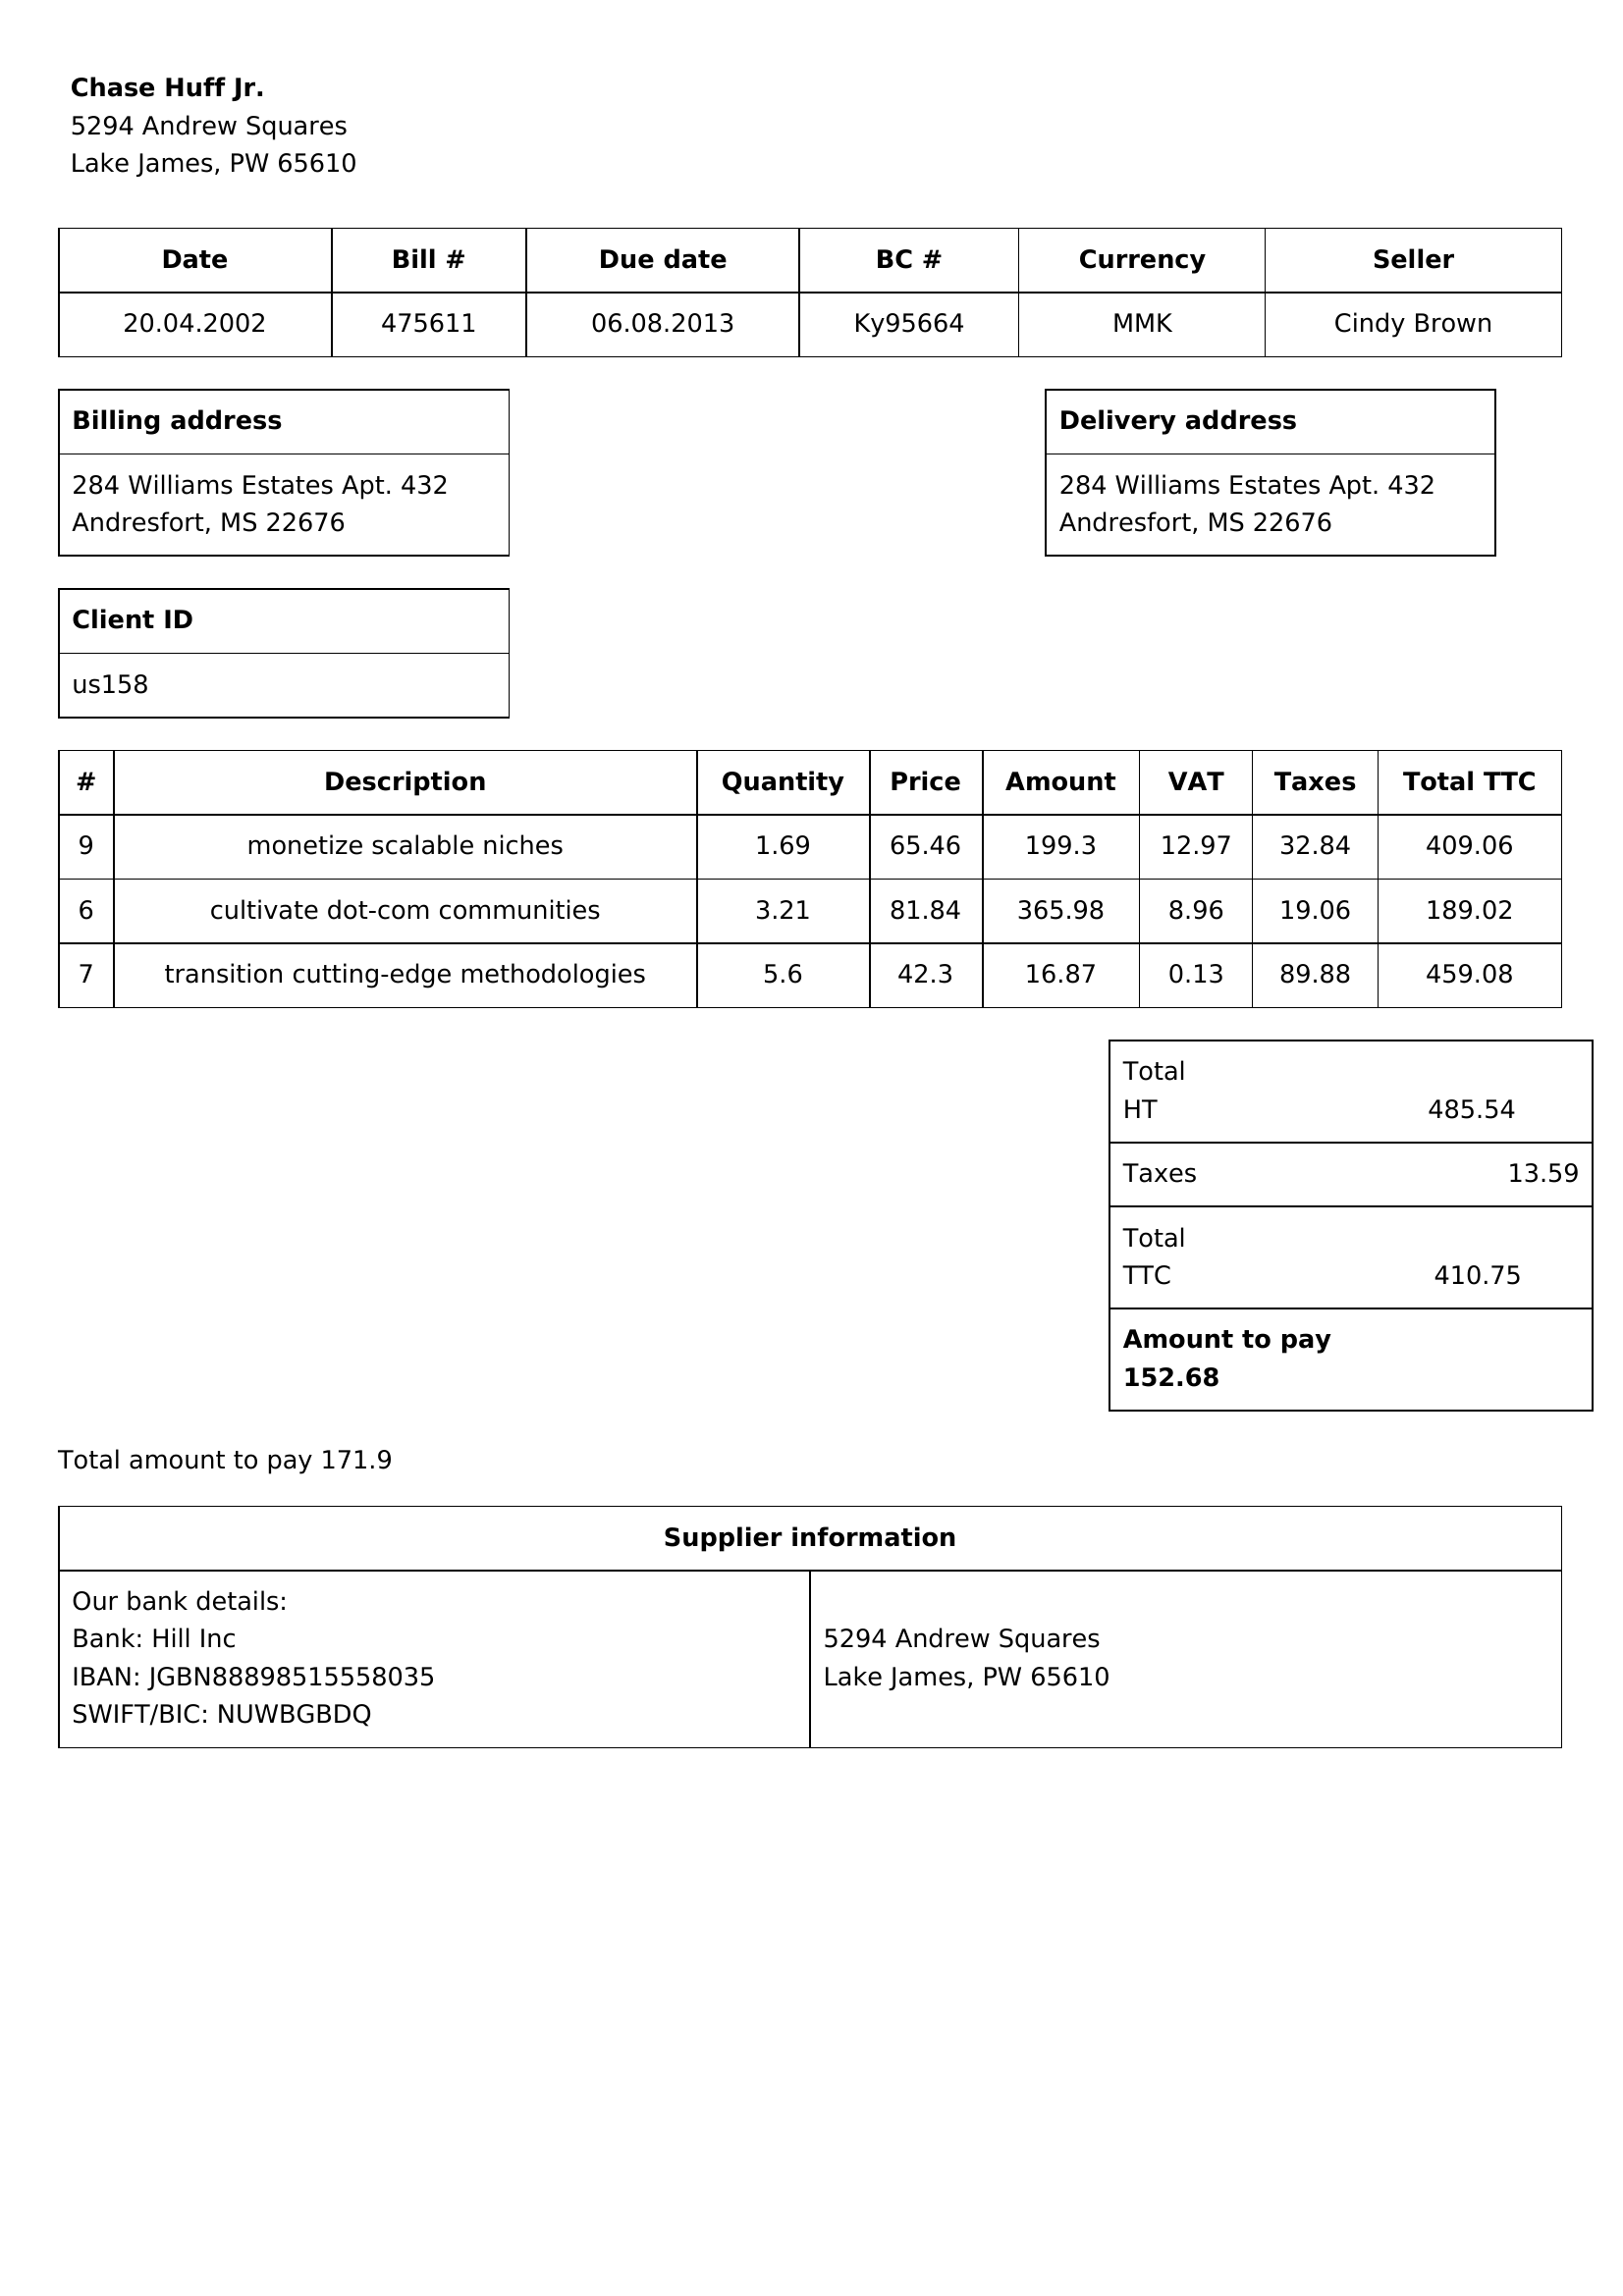 Chase Huff Jr.
5294 Andrew Squares
Lake James, PW 65610
Date Bill # Due date BC # Currency Seller
20.04.2002 475611 06.08.2013 Ky95664 MMK Cindy Brown
Billing address
284 Williams Estates Apt. 432
Andresfort, MS 22676
Delivery address
284 Williams Estates Apt. 432
Andresfort, MS 22676
Client ID
us158
# Description Quantity Price Amount VAT Taxes Total TTC
9 monetize scalable niches 1.69 65.46 199.3 12.97 32.84 409.06
6 cultivate dot-com communities 3.21 81.84 365.98 8.96 19.06 189.02
7 transition cutting-edge methodologies 5.6 42.3 16.87 0.13 89.88 459.08
Total
HT 485.54
Taxes 13.59
Total
TTC 410.75
Amount to pay
152.68
Total amount to pay 171.9
Supplier information
Our bank details:
Bank: Hill Inc
IBAN: JGBN88898515558035
SWIFT/BIC: NUWBGBDQ
5294 Andrew Squares
Lake James, PW 65610